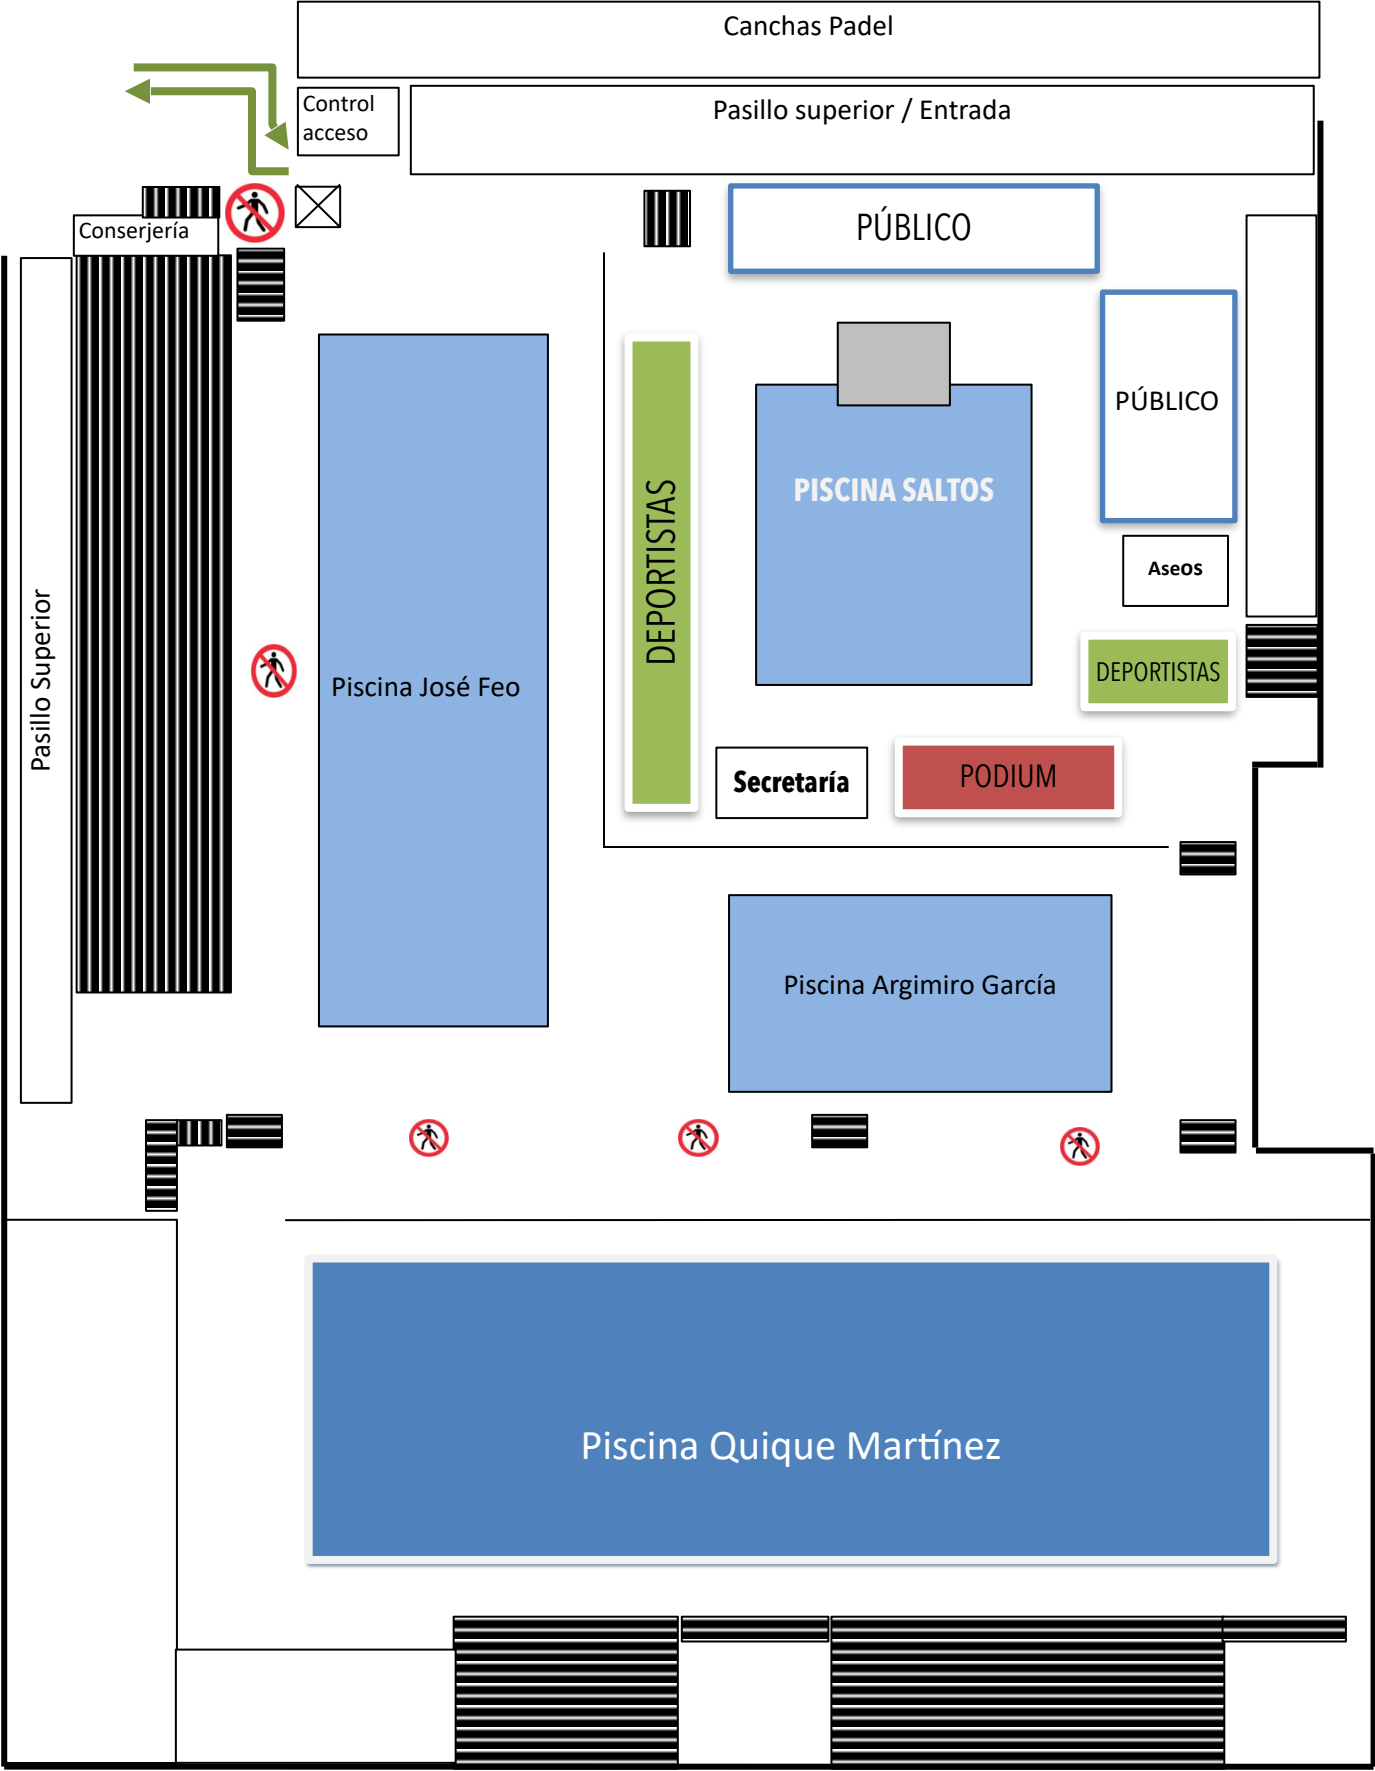 Canchas Padel
Control
acceso
Pasillo superior / Entrada
Conserjería
PÚBLICO
PÚBLICO
PISCINA SALTOS
DEPORTISTAS
Aseos
Pasillo Superior
Piscina José Feo
DEPORTISTAS
Secretaría
PODIUM
Piscina Argimiro García
Piscina Quique Martínez